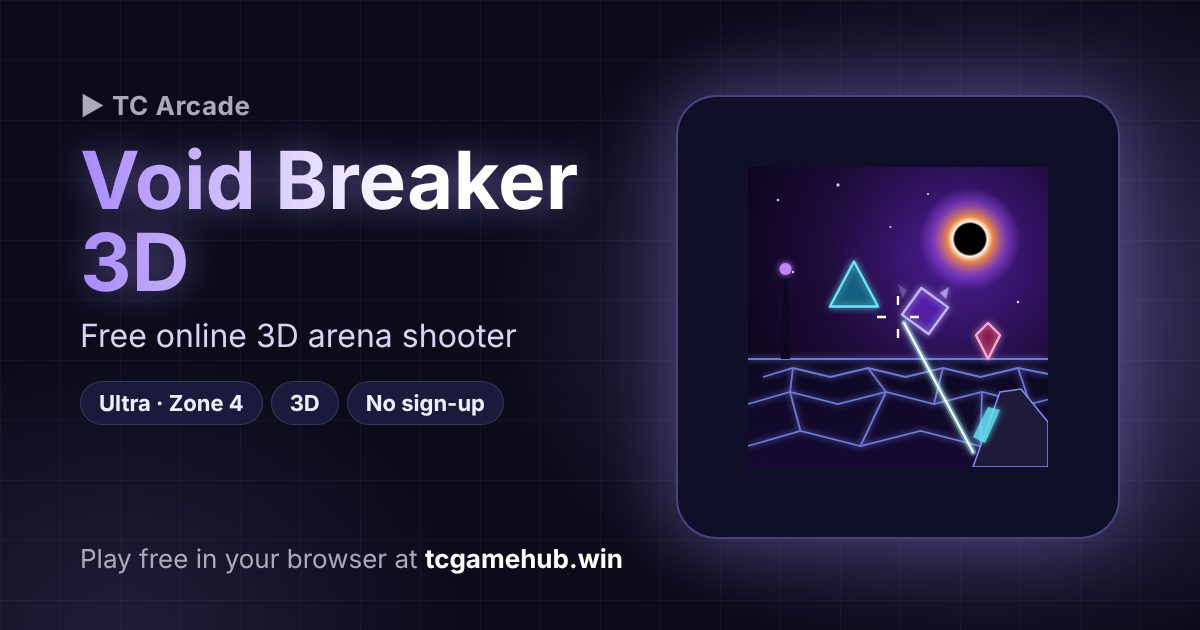 ▶ TC Arcade
Void Breaker
3D
Free online 3D arena shooter
Ultra · Zone 4
3D
No sign-up
Play free in your browser at tcgamehub.win